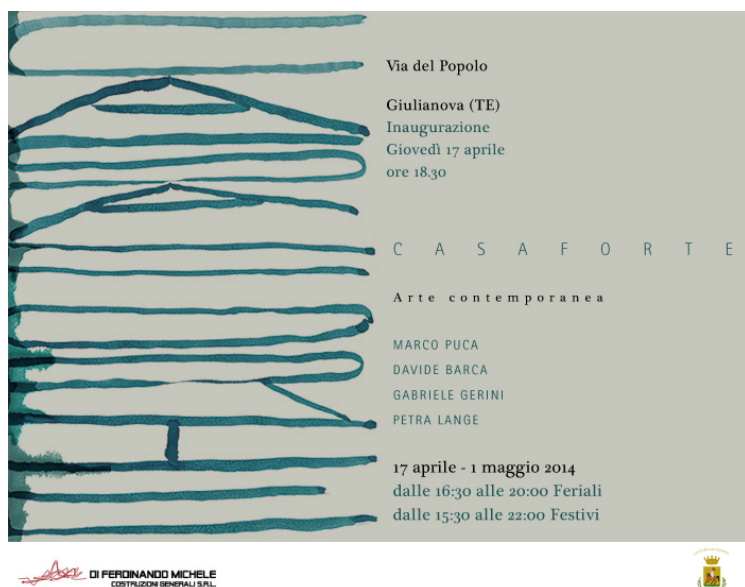 Via del Popolo
Giulianova (TE)
Inaugurazione
Giovedì 17 aprile
ore 18.30
CASAFORTE
Arte contemporanea
MARCO PUCA
DAVIDE BARCA
GABRIELE GERINI
PETRA LANGE
17 aprile - 1 maggio 2014
dalle 16:30 alle 20:00 Feriali
dalle 15:30 alle 22:00 Festivi
DI FERDINANDO MICHELE
COSTRUZIONI GENERALI S.R.L.